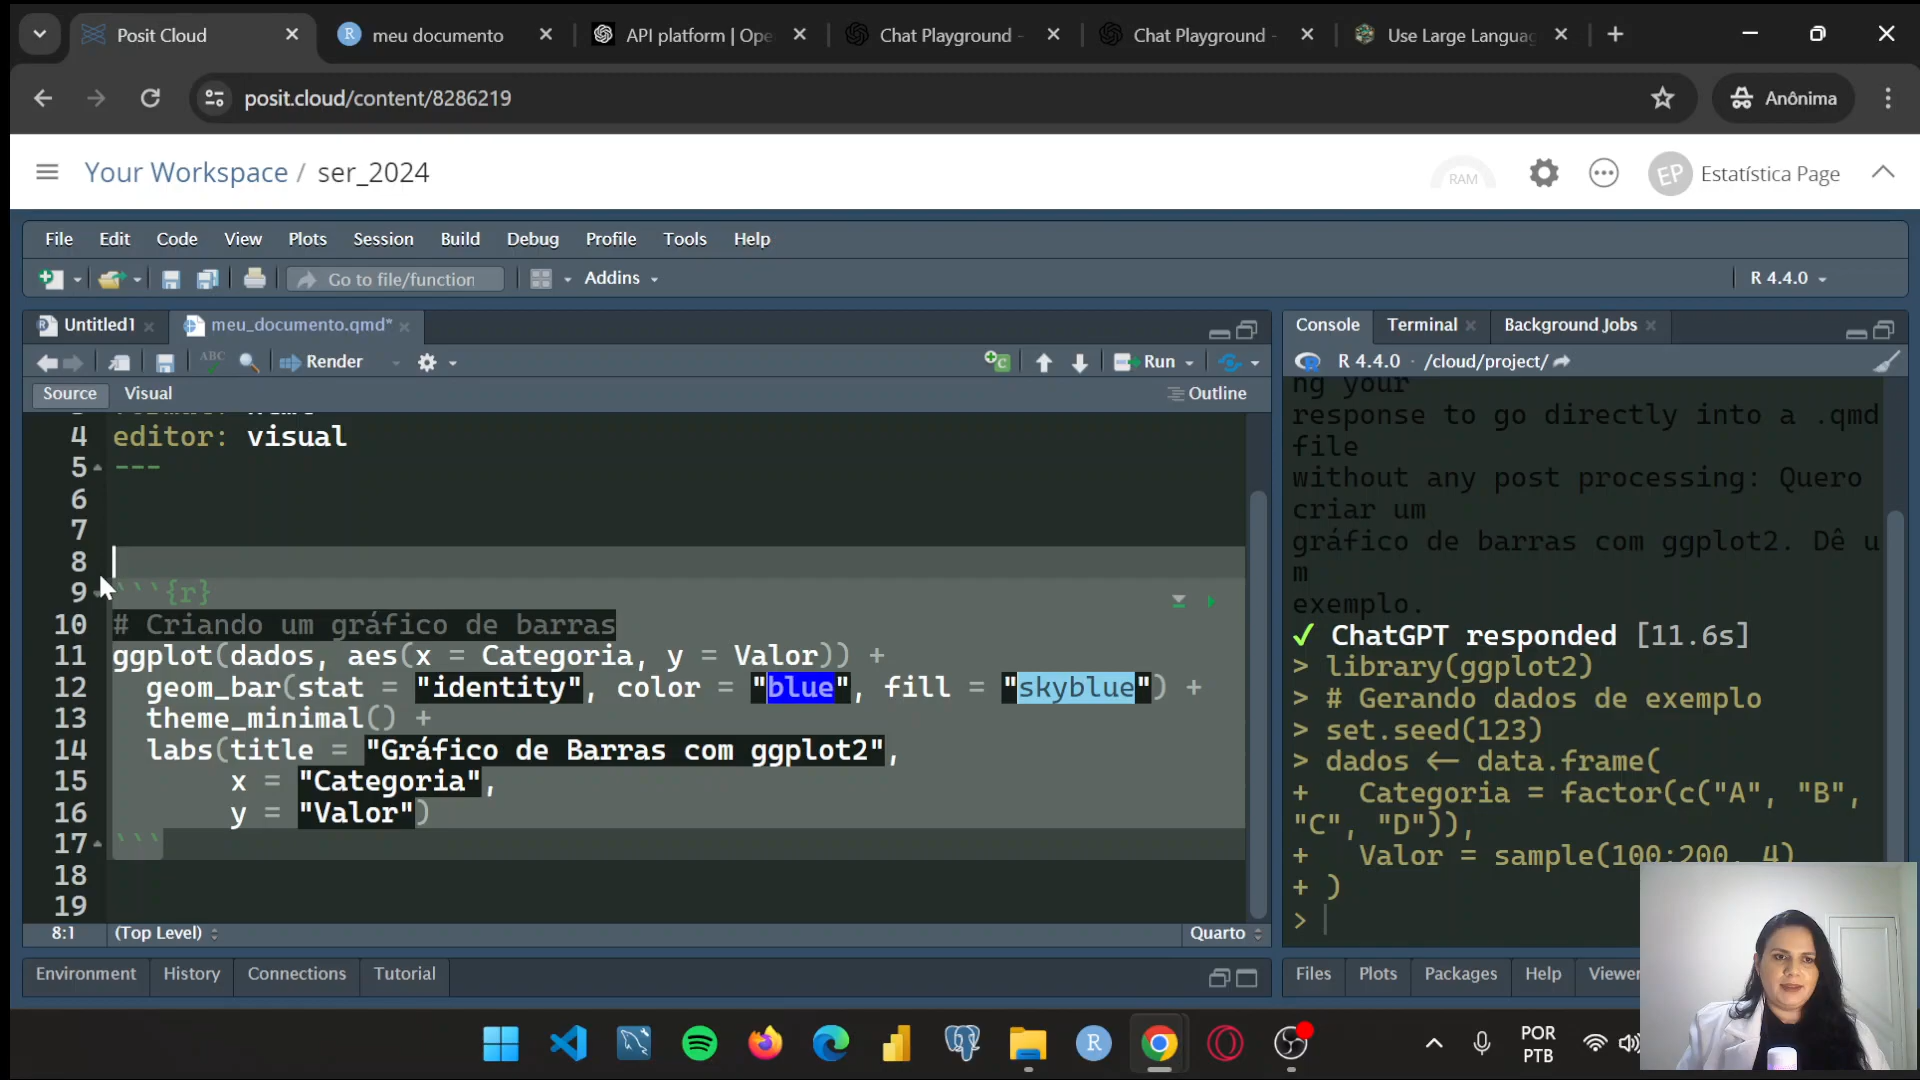 Posit Cloud
meu documento
API platform | Ope
Chat Playground -
Chat Playground -
Use Large Langua
posit.cloud/content/8286219
Anônima
Your Workspace / ser_2024
RAM
EP
Estatística Page
File Edit Code View Plots Session Build Debug Profile Tools Help
Go to file/function
Addins
R 4.4.0
Untitled1
meu_documento.qmd*
ABC
Render
Run
Source
Visual
Outline
4 editor: visual
5 ---
6
7
8
9 ```{r}
10 # Criando um gráfico de barras
11 ggplot(dados, aes(x = Categoria, y = Valor)) +
12 geom_bar(stat = "identity", color = "blue", fill = "skyblue") +
13 theme_minimal() +
14 labs(title = "Gráfico de Barras com ggplot2",
15 x = "Categoria",
16 y = "Valor")
17 ```
18
19
8:1 (Top Level)
Quarto
Environment History Connections Tutorial
Console Terminal Background Jobs
R 4.4.0 · /cloud/project/
ng your
response to go directly into a .qmd
file
without any post processing: Quero
criar um
gráfico de barras com ggplot2. Dê u
m
exemplo.
✓ ChatGPT responded [11.6s]
> library(ggplot2)
> # Gerando dados de exemplo
> set.seed(123)
> dados <- data.frame(
+ Categoria = factor(c("A", "B",
"C", "D")),
+ Valor = sample(100:200, 4)
+ )
>
Files Plots Packages Help Viewer
POR
PTB